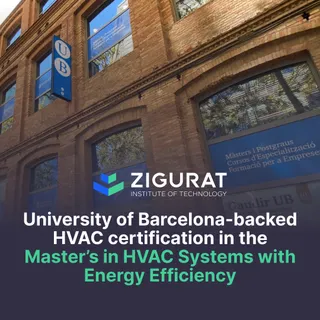 UB
Màsters i Postgraus
Cursos d'Especialització
Formació per a Empreses
ZIGURAT
INSTITUTE OF TECHNOLOGY
University of Barcelona-backed
HVAC certification in the
Master's in HVAC Systems with
Energy Efficiency